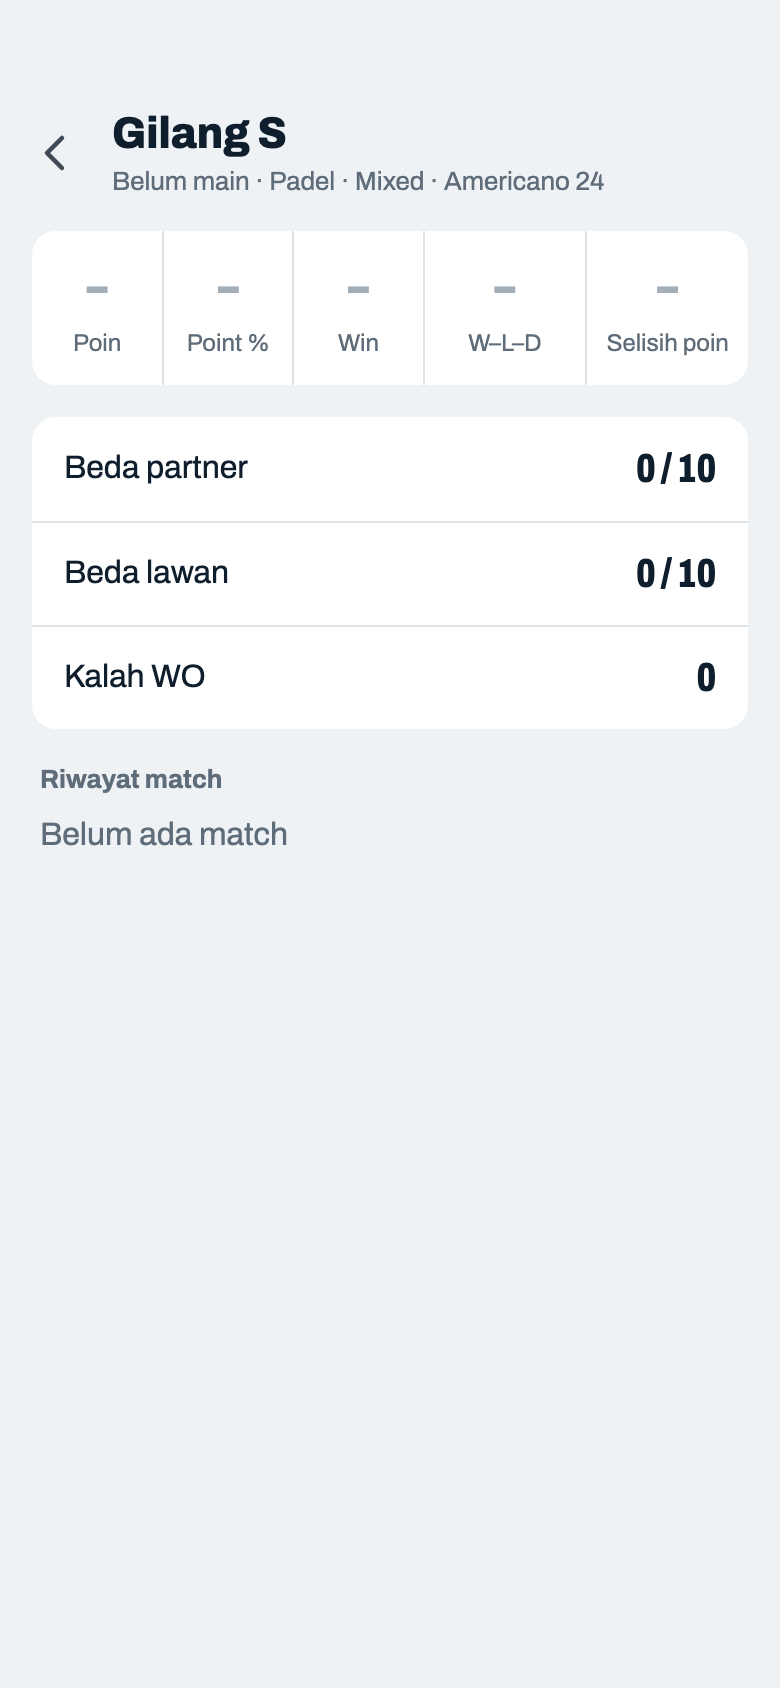 Gilang S
Belum main · Padel · Mixed · Americano 24
– – – – –
Poin Point % Win W–L–D Selisih poin
Beda partner 0/10
Beda lawan 0/10
Kalah WO 0
Riwayat match
Belum ada match